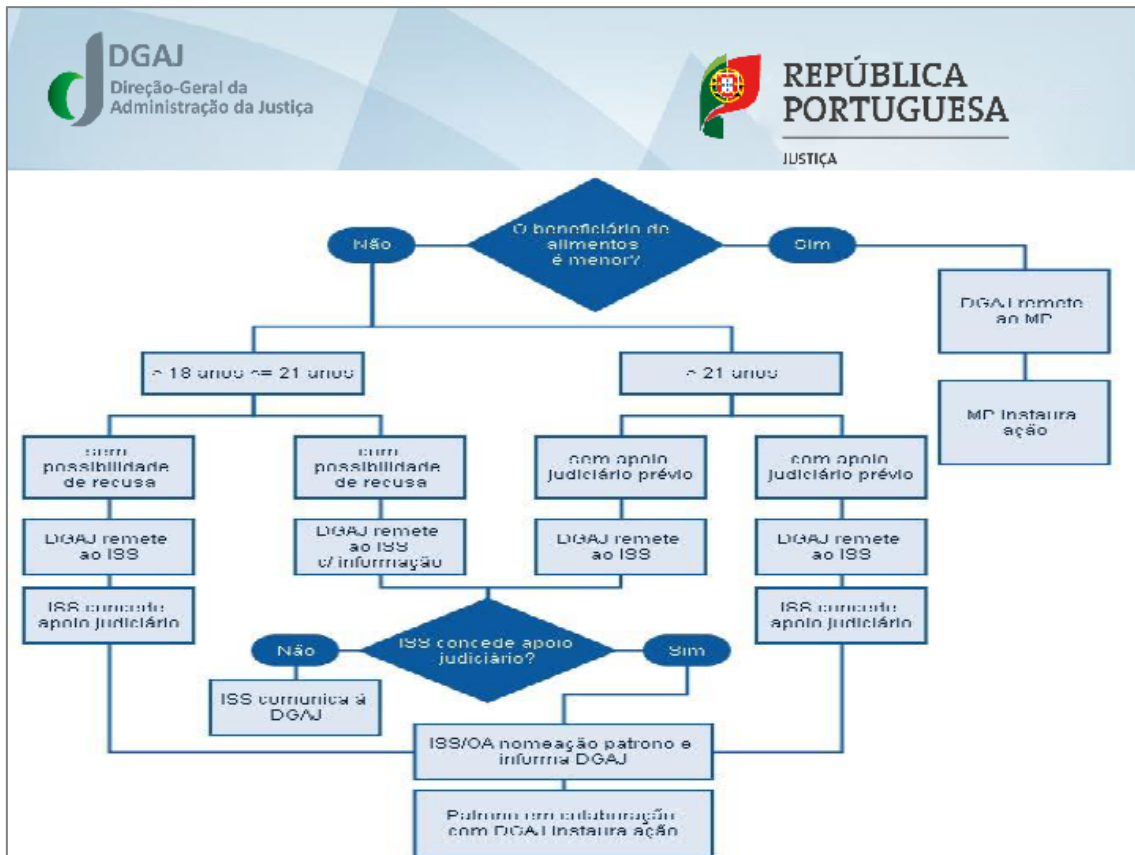 DGAJ
Direção-Geral da
Administração da Justiça
REPÚBLICA
PORTUGUESA
JUSTIÇA
O beneficiário de
alimentos
é menor?
Não
Sim
DGAJ remete
ao MP
MP instaura
ação
18 anos <= 21 anos
21 anos
sem
possibilidade
de recusa
com
possibilidade
de recusa
apoio
judiciário prévio
com apoio
judiciário prévio
DGAJ remete
ao ISS
DGAJ remete
ao ISS
c/ informação
DGAJ remete
ao ISS
DGAJ remete
ao ISS
ISS concede
apoio judiciário
ISS concede
apoio judiciário
ISS concede apoio
judiciário?
Não
Sim
ISS comunica à
DGAJ
ISS/OA nomeação patrono e
informa DGAJ
Patrono em colaboração
com DGAJ instaura ação